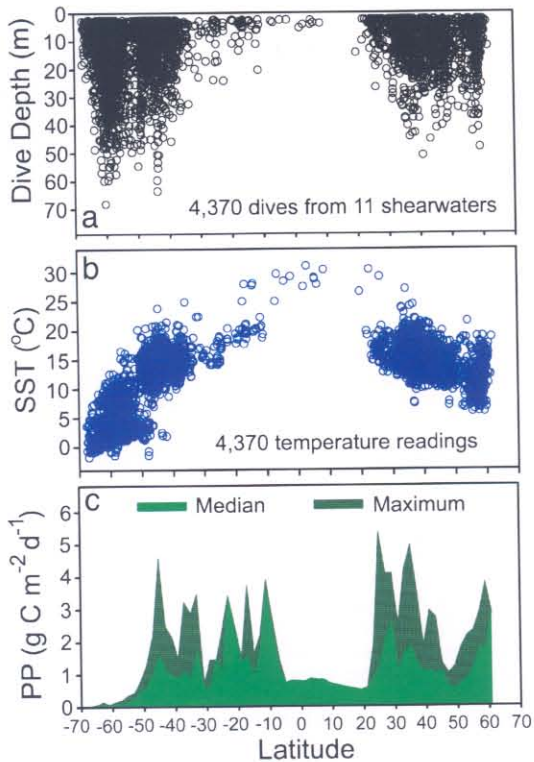 0
10
20
30
40
50
60
70
Dive Depth (m)
a
4,370 dives from 11 shearwaters
b
30
25
20
15
10
5
0
SST (°C)
4,370 temperature readings
c
Median
Maximum
6
5
4
3
2
1
0
PP (g C m⁻² d⁻¹)
-70 -60 -50 -40 -30 -20 -10 0 10 20 30 40 50 60 70
Latitude